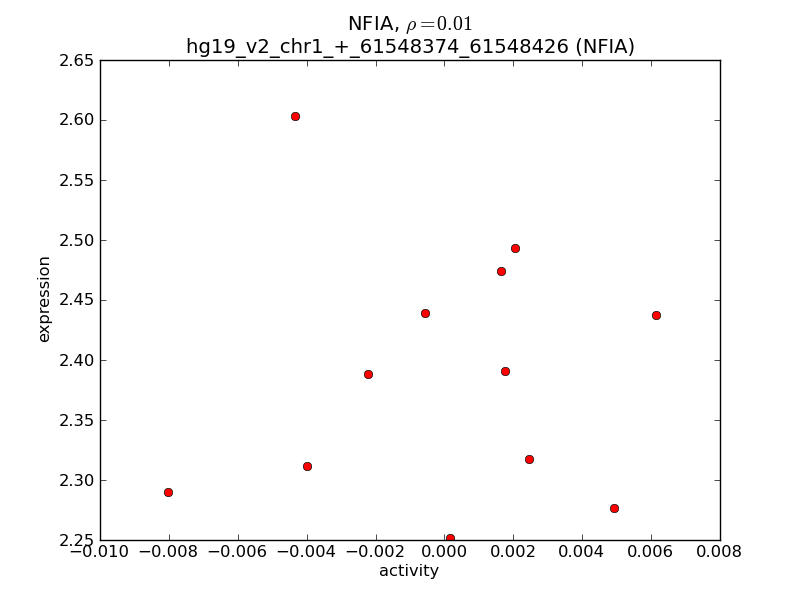 NFIA, ρ=0.01
hg19_v2_chr1_+_61548374_61548426 (NFIA)
2.65
2.60
2.55
2.50
2.45
2.40
2.35
2.30
2.25
expression
−0.010 −0.008 −0.006 −0.004 −0.002 0.000 0.002 0.004 0.006 0.008
activity